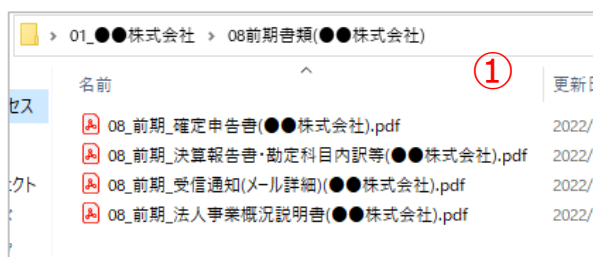 01_●●株式会社 › 08前期書類(●●株式会社)
①
名前
更新日
セス
08_前期_確定申告書(●●株式会社).pdf
2022/
08_前期_決算報告書・勘定科目内訳等(●●株式会社).pdf
2022/
ェクト
08_前期_受信通知(メール詳細)(●●株式会社).pdf
2022/
08_前期_法人事業概況説明書(●●株式会社).pdf
2022/